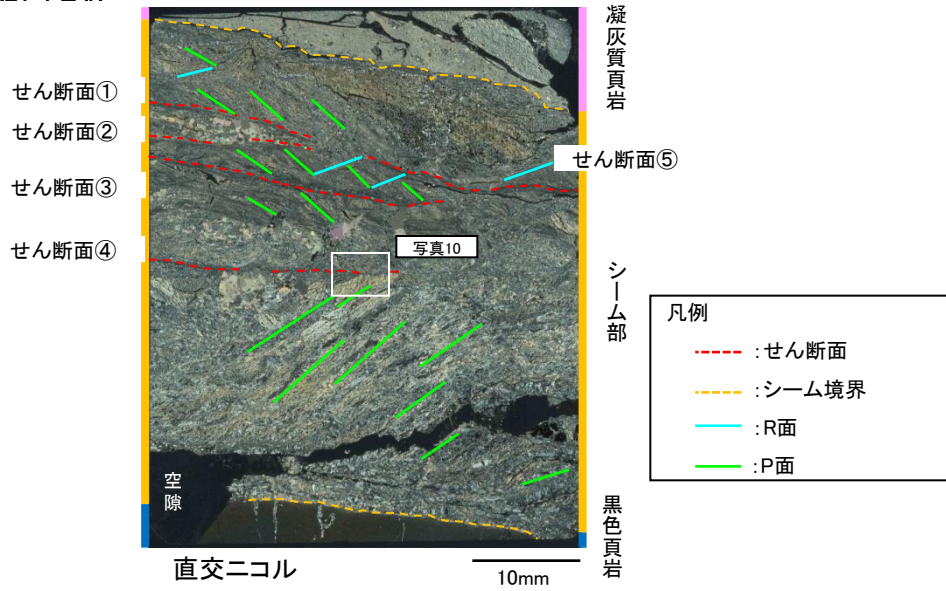 凝灰質頁岩
せん断面①
せん断面②
せん断面⑤
せん断面③
せん断面④
写真10
シーム部
凡例
:せん断面
:シーム境界
:R面
:P面
空隙
黒色頁岩
直交ニコル
10mm